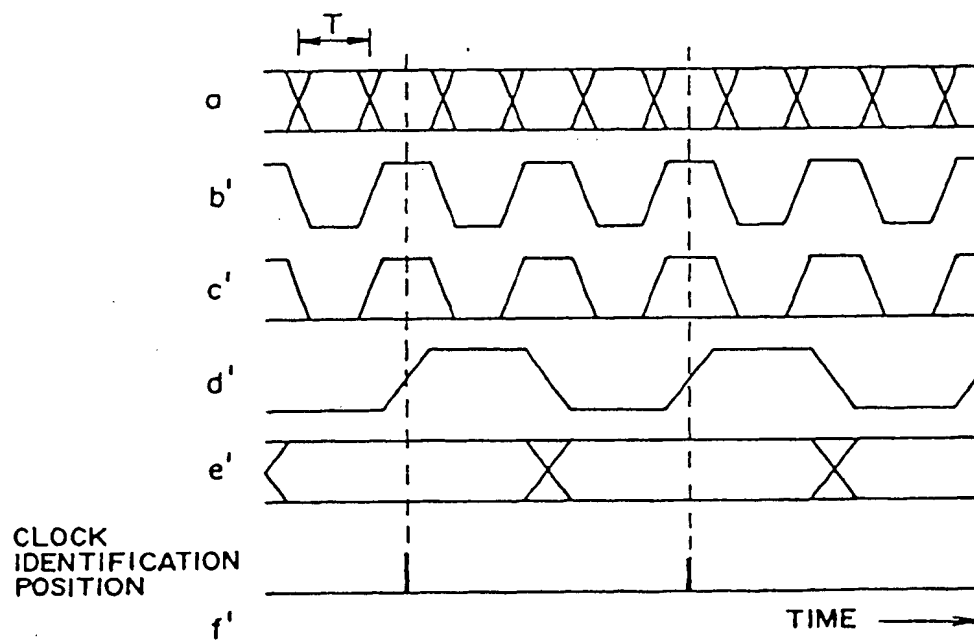 T
a
b'
c'
d'
e'
CLOCK
IDENTIFICATION
POSITION
f'
TIME